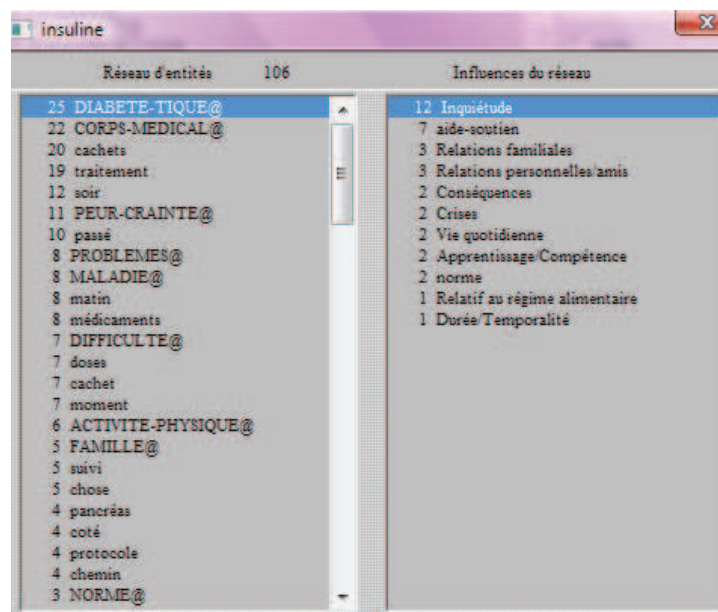 insuline
Réseau d'entités 106
25 DIABETE-TIQUE@
22 CORPS-MEDICAL@
20 cachets
19 traitement
12 soir
11 PEUR-CRAINTE@
10 passé
8 PROBLEMES@
8 MALADIE@
8 matin
8 médicaments
7 DIFFICULTE@
7 doses
7 cachet
7 moment
6 ACTIVITE-PHYSIQUE@
5 FAMILLE@
5 suivi
5 chose
4 pancréas
4 coté
4 protocole
4 chemin
3 NORME@
Influences du réseau
12 Inquiétude
7 aide-soutien
3 Relations familiales
3 Relations personnelles/amis
2 Conséquences
2 Crises
2 Vie quotidienne
2 Apprentissage/Compétence
2 norme
1 Relatif au régime alimentaire
1 Durée/Temporalité